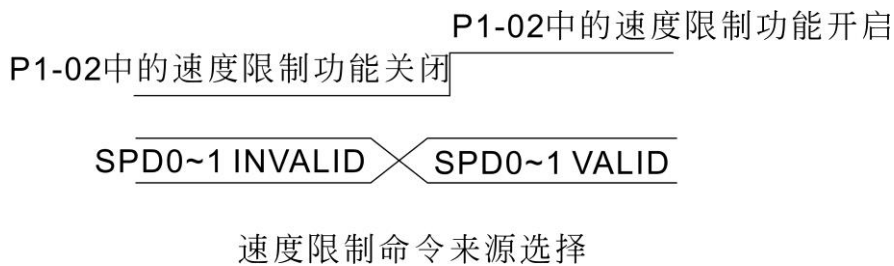 P1-02中的速度限制功能开启
P1-02中的速度限制功能关闭
SPD0~1 INVALID
SPD0~1 VALID
速度限制命令来源选择